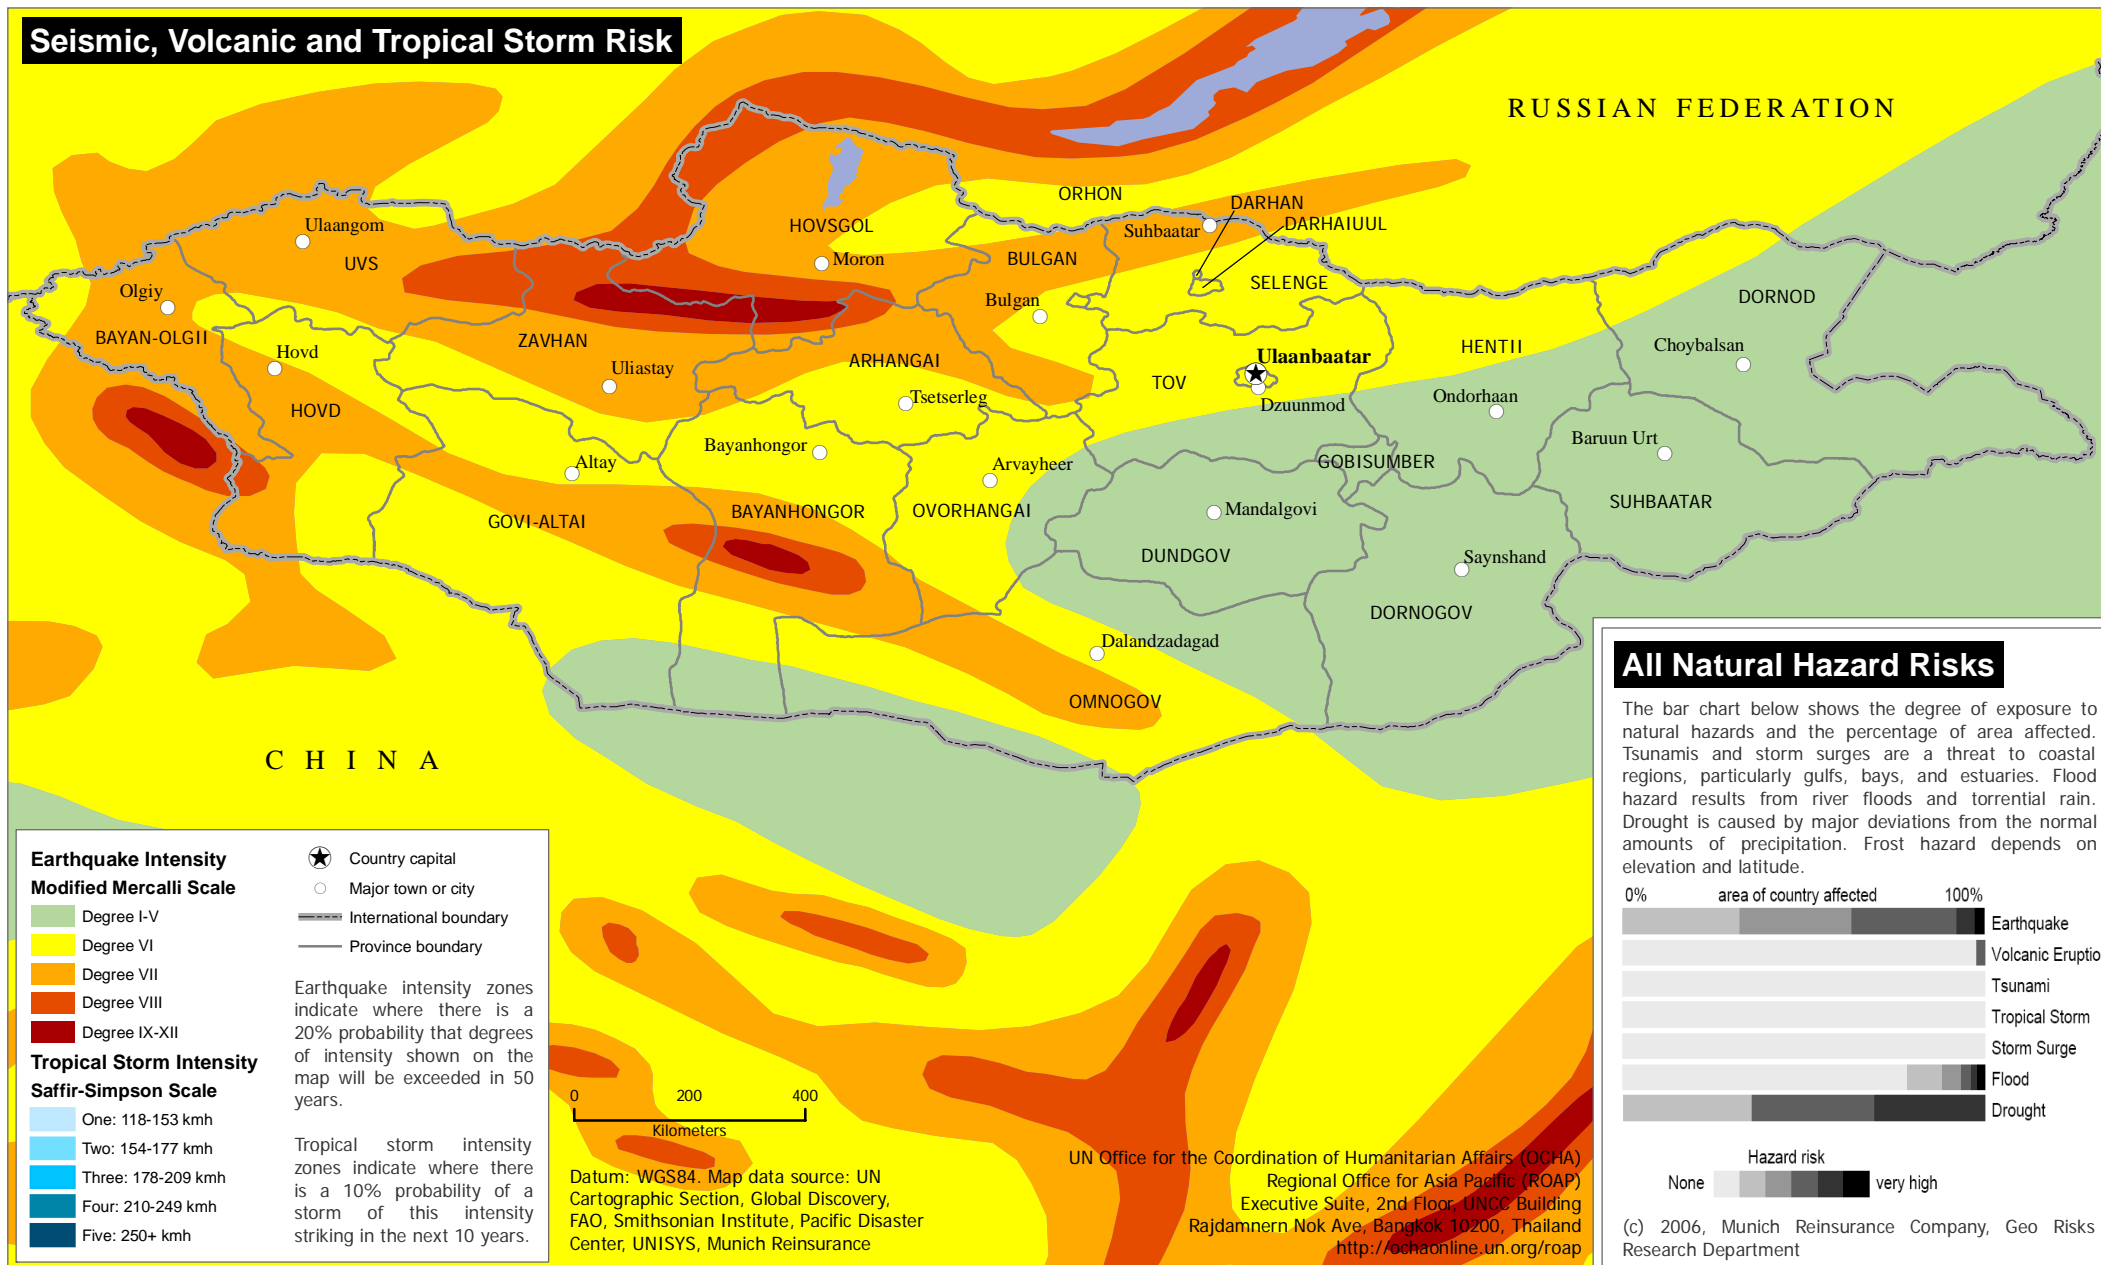 Seismic, Volcanic and Tropical Storm Risk
RUSSIAN FEDERATION
ORHON
DARHAN
DARHAIUUL
Suhbaatar
HOVSGOL
Moron
BULGAN
SELENGE
Bulgan
Ulaangom
UVS
Olgiy
BAYAN-OLGII
Hovd
HOVD
ZAVHAN
Uliastay
ARHANGAI
Tsetserleg
Ulaanbaatar
TOV
Dzuunmod
HENTII
Ondorhaan
DORNOD
Choybalsan
Baruun Urt
SUHBAATAR
GOBISUMBER
Bayanhongor
Altay
Arvayheer
GOVI-ALTAI
BAYANHONGOR
OVORHANGAI
Mandalgovi
DUNDGOV
Saynshand
DORNOGOV
Dalandzadagad
OMNOGOV
CHINA
Earthquake Intensity
Modified Mercalli Scale
Degree I-V
Degree VI
Degree VII
Degree VIII
Degree IX-XII
Tropical Storm Intensity
Saffir-Simpson Scale
One: 118-153 kmh
Two: 154-177 kmh
Three: 178-209 kmh
Four: 210-249 kmh
Five: 250+ kmh
Country capital
Major town or city
International boundary
Province boundary
Earthquake intensity zones
indicate where there is a
20% probability that degrees
of intensity shown on the
map will be exceeded in 50
years.
Tropical storm intensity
zones indicate where there
is a 10% probability of a
storm of this intensity
striking in the next 10 years.
0 200 400
Kilometers
Datum: WGS84. Map data source: UN
Cartographic Section, Global Discovery,
FAO, Smithsonian Institute, Pacific Disaster
Center, UNISYS, Munich Reinsurance
UN Office for the Coordination of Humanitarian Affairs (OCHA)
Regional Office for Asia Pacific (ROAP)
Executive Suite, 2nd Floor, UNCC Building
Rajdamnern Nok Ave, Bangkok 10200, Thailand
http://ochaonline.un.org/roap
All Natural Hazard Risks
The bar chart below shows the degree of exposure to
natural hazards and the percentage of area affected.
Tsunamis and storm surges are a threat to coastal
regions, particularly gulfs, bays, and estuaries. Flood
hazard results from river floods and torrential rain.
Drought is caused by major deviations from the normal
amounts of precipitation. Frost hazard depends on
elevation and latitude.
0% area of country affected 100%
Earthquake
Volcanic Eruptio
Tsunami
Tropical Storm
Storm Surge
Flood
Drought
Hazard risk
None very high
(c) 2006, Munich Reinsurance Company, Geo Risks
Research Department